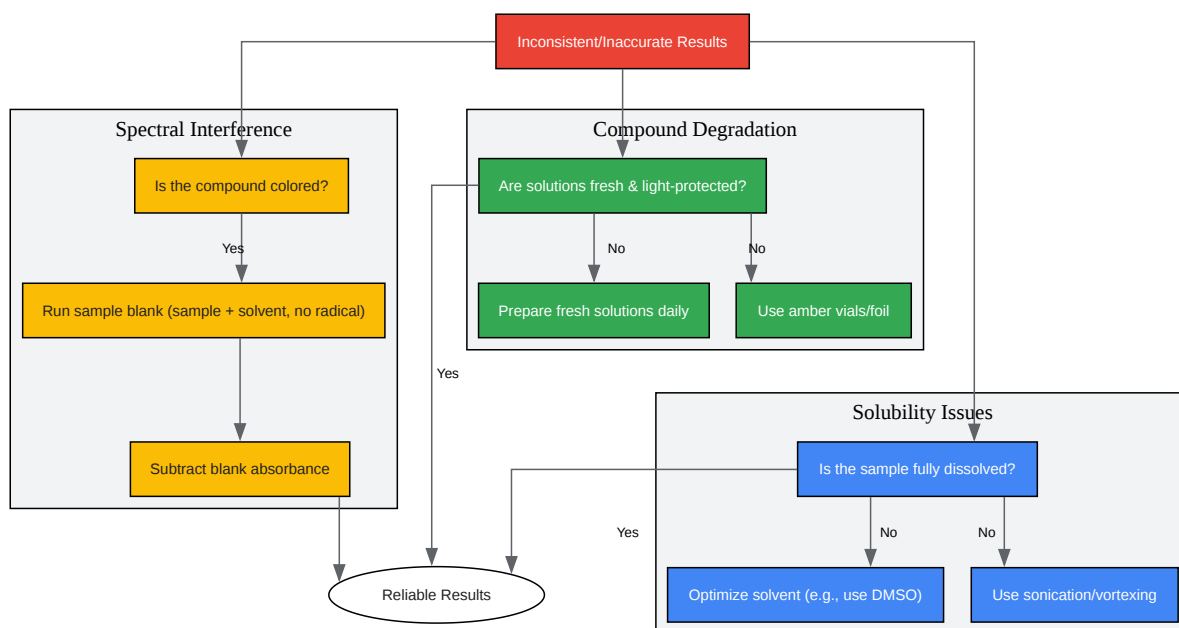 Inconsistent/Inaccurate Results
Spectral Interference
Compound Degradation
Is the compound colored?
Are solutions fresh & light-protected?
Yes
No
No
Run sample blank (sample + solvent, no radical)
Prepare fresh solutions daily
Use amber vials/foil
Yes
Solubility Issues
Subtract blank absorbance
Is the sample fully dissolved?
Yes
No
No
Reliable Results
Optimize solvent (e.g., use DMSO)
Use sonication/vortexing